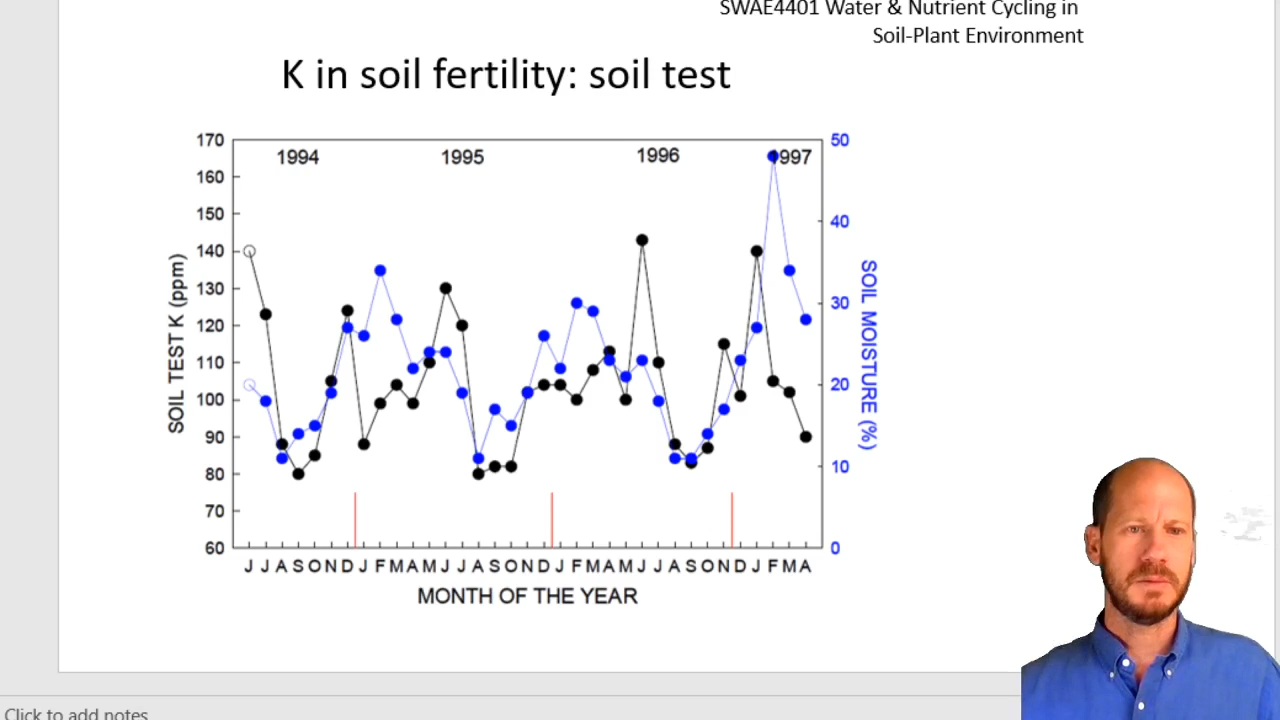 SWAE4401 Water & Nutrient Cycling in
Soil-Plant Environment
K in soil fertility: soil test
1994 1995 1996 1997
170
160
150
140
130
120
110
100
90
80
70
60
SOIL TEST K (ppm)
50
40
30
20
10
0
SOIL MOISTURE (%)
J J A S O N D J F M A M J J A S O N D J F M A M J J A S O N D J F M A
MONTH OF THE YEAR
Click to add notes